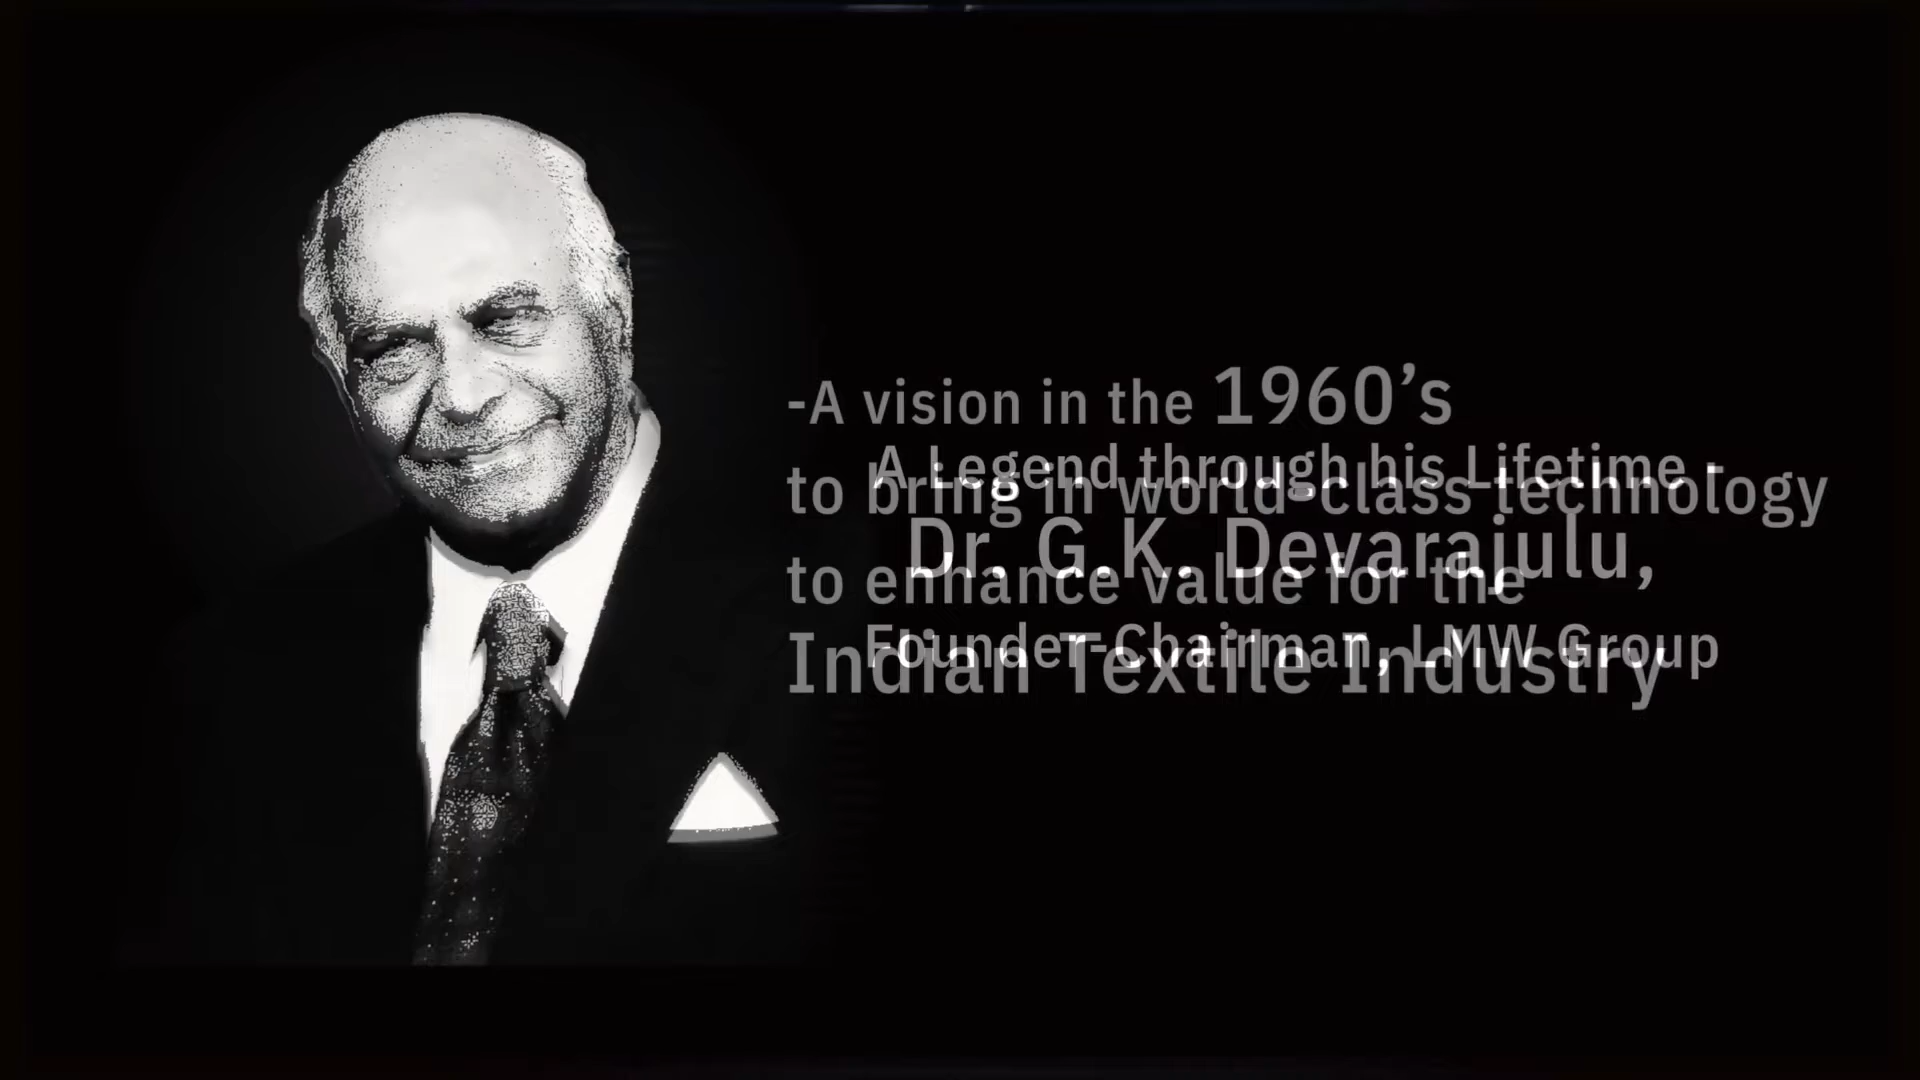 -A vision in the 1960’s
A Legend through his Lifetime -
to bring in world-class technology
Dr. G.K. Devarajulu,
to enhance value for the
Founder-Chairman, LMW Group
Indian Textile Industry